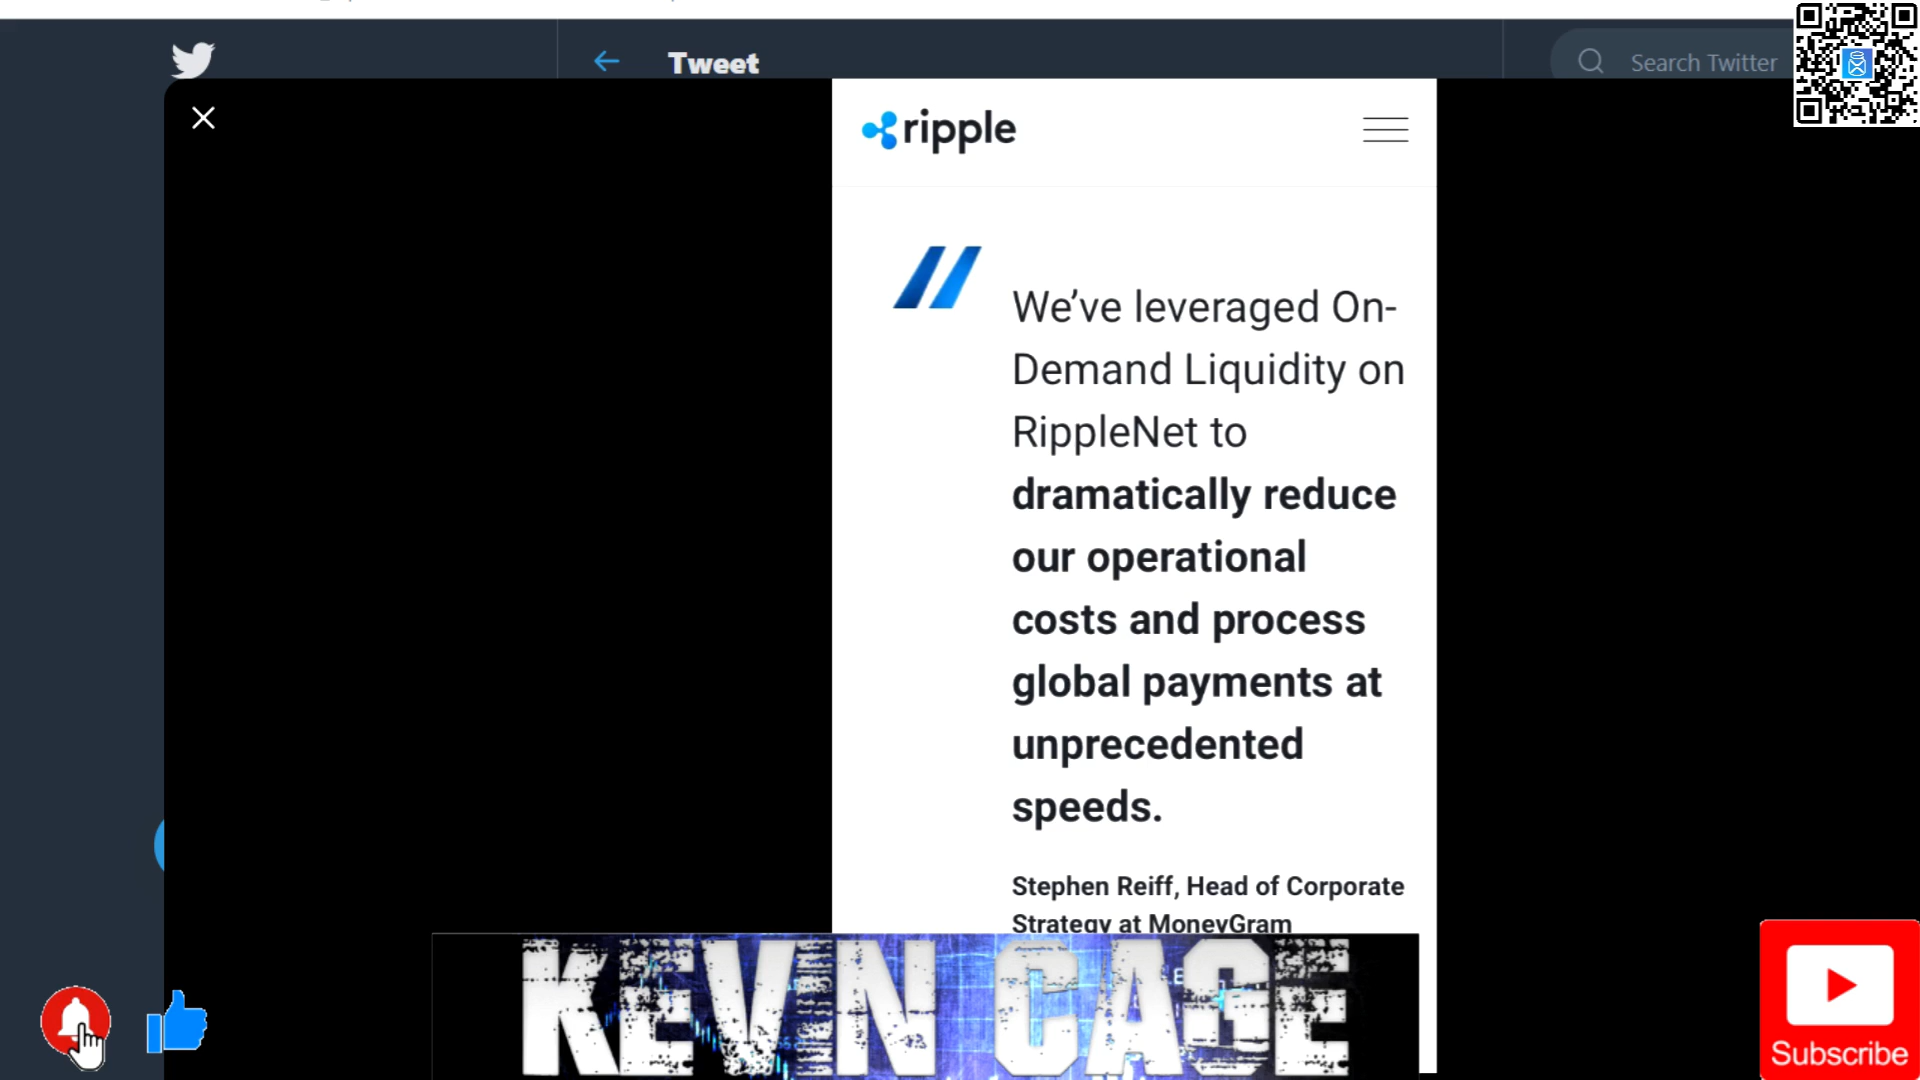 Tweet
Search Twitter
ripple
We’ve leveraged On-
Demand Liquidity on
RippleNet to
dramatically reduce
our operational
costs and process
global payments at
unprecedented
speeds.
Stephen Reiff, Head of Corporate
Strategy at MoneyGram
KEVIN CAGE
Subscribe